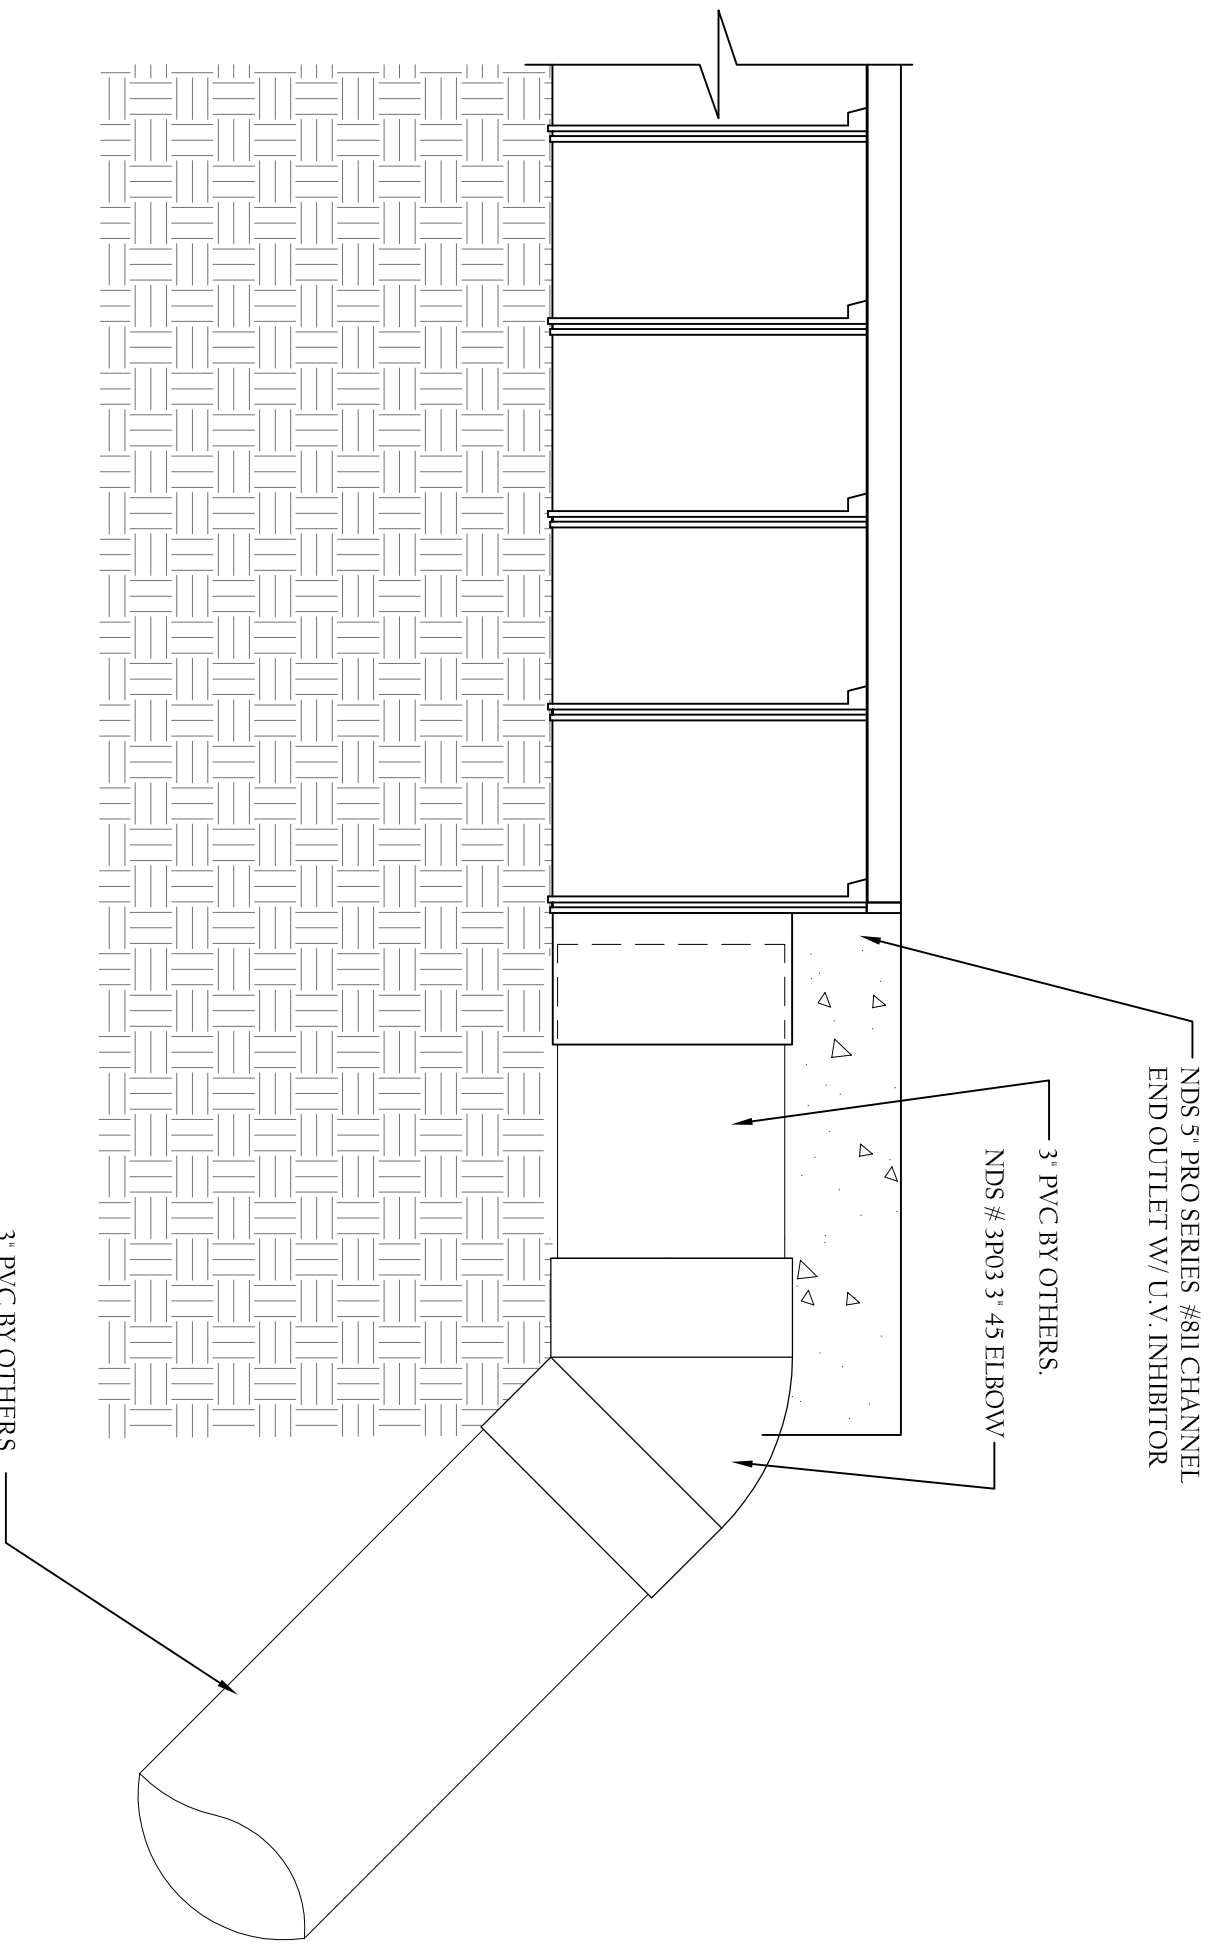 NDS 5" PRO SERIES #811 CHANNEL
END OUTLET W/ U.V. INHIBITOR
3" PVC BY OTHERS.
NDS # 3P03 3" 45 ELBOW
3" PVC BY OTHERS